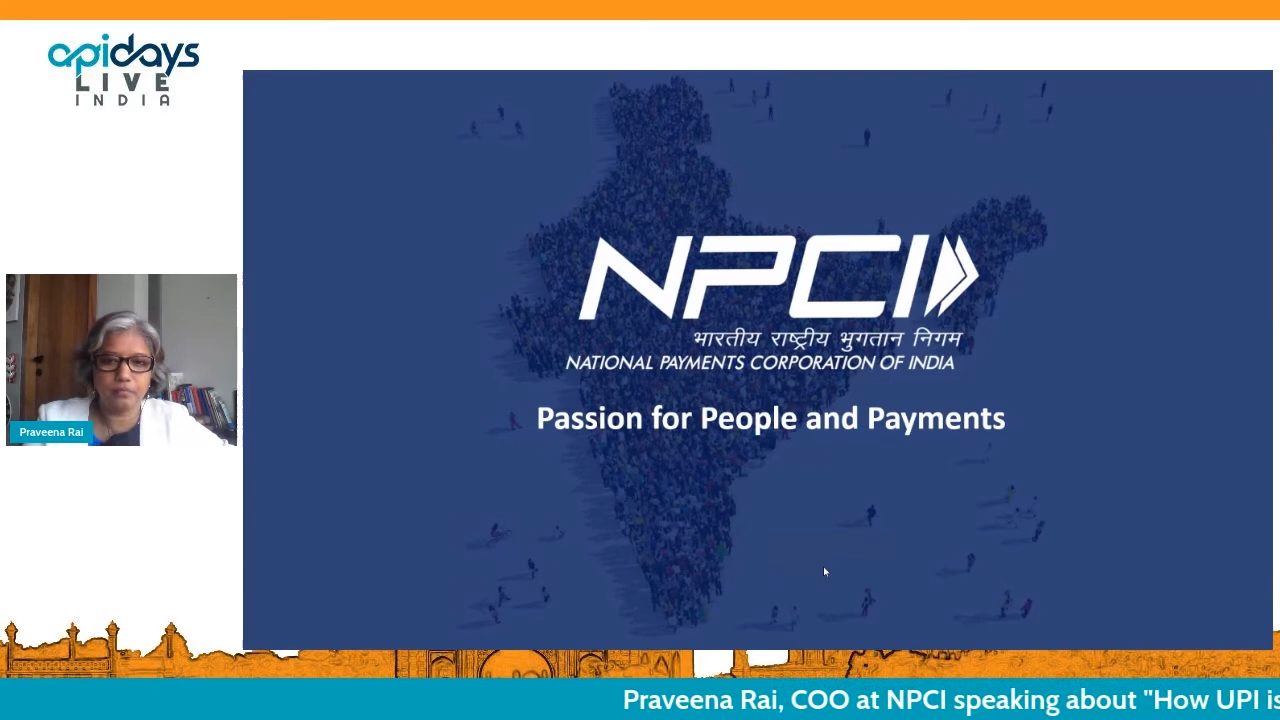 apidays
LIVE
INDIA
NPCI
भारतीय राष्ट्रीय भुगतान निगम
NATIONAL PAYMENTS CORPORATION OF INDIA
Passion for People and Payments
Praveena Rai
Praveena Rai, COO at NPCI speaking about "How UPI is